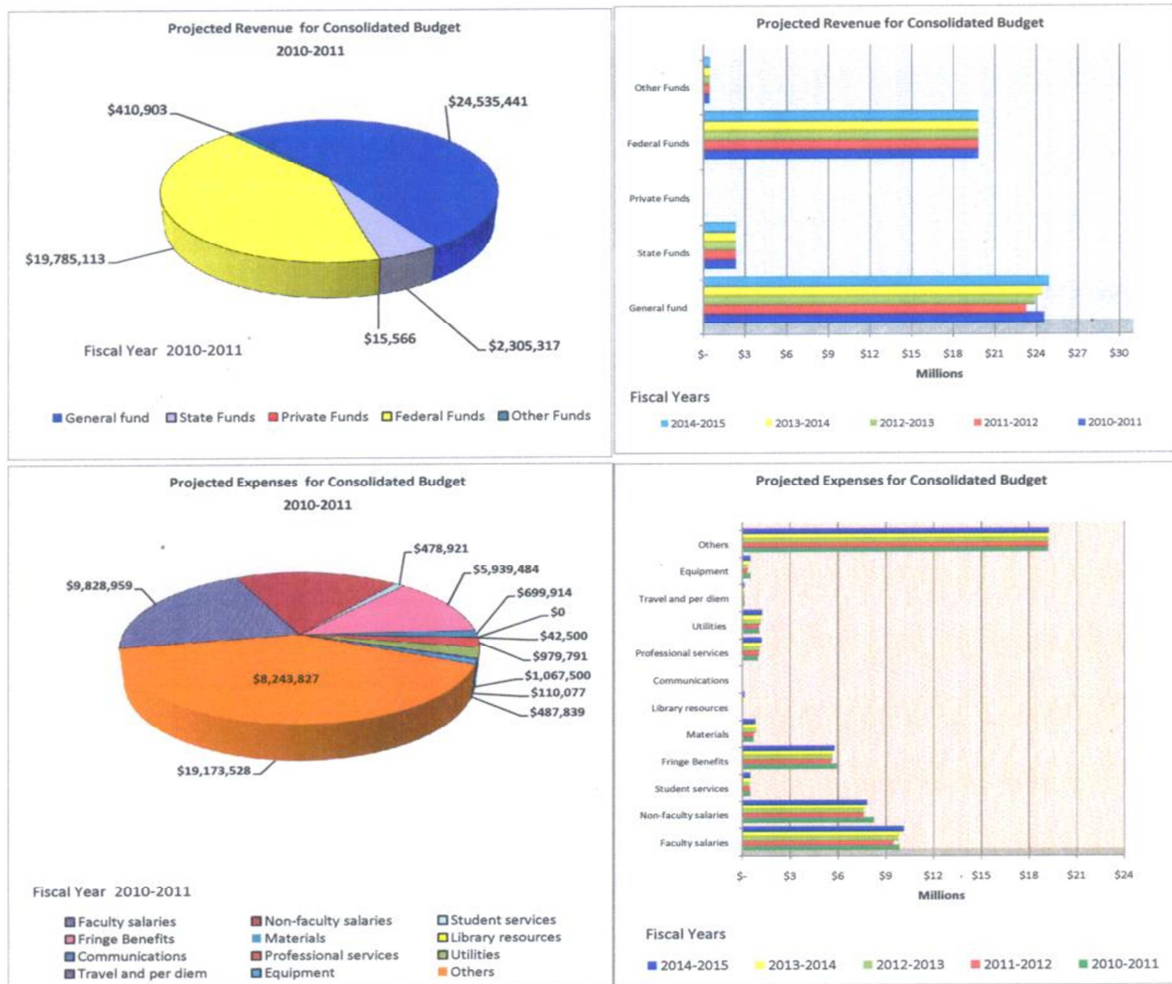 Projected Revenue for Consolidated Budget
2010-2011
$410,903
$24,535,441
$19,785,113
$15,566
$2,305,317
Fiscal Year 2010-2011
General fund State Funds Private Funds Federal Funds Other Funds
Projected Revenue for Consolidated Budget
Other Funds
Federal Funds
Private Funds
State Funds
General fund
$- $3 $6 $9 $12 $15 $18 $21 $24 $27 $30
Millions
Fiscal Years
2014-2015 2013-2014 2012-2013 2011-2012 2010-2011
Projected Expenses for Consolidated Budget
2010-2011
$478,921
$9,828,959
$5,939,484
$699,914
$0
$42,500
$979,791
$8,243,827
$1,067,500
$110,077
$487,839
$19,173,528
Fiscal Year 2010-2011
Faculty salaries Non-faculty salaries Student services
Fringe Benefits Materials Library resources
Communications Professional services Utilities
Travel and per diem Equipment Others
Projected Expenses for Consolidated Budget
Others
Equipment
Travel and per diem
Utilities
Professional services
Communications
Library resources
Materials
Fringe Benefits
Student services
Non-faculty salaries
Faculty salaries
$- $3 $6 $9 $12 $15 $18 $21 $24
Millions
Fiscal Years
2014-2015 2013-2014 2012-2013 2011-2012 2010-2011